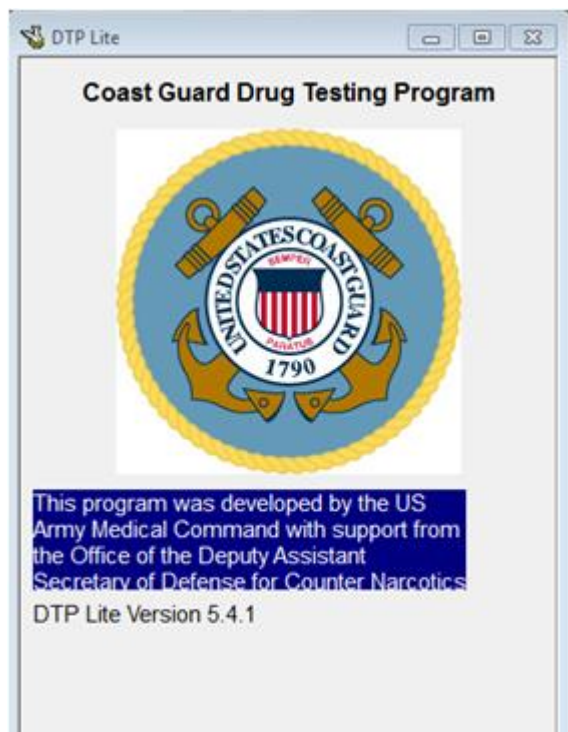 DTP Lite
Coast Guard Drug Testing Program
UNITED STATES COAST GUARD
SEMPER
PARATUS
1790
This program was developed by the US
Army Medical Command with support from
the Office of the Deputy Assistant
Secretary of Defense for Counter Narcotics
DTP Lite Version 5.4.1